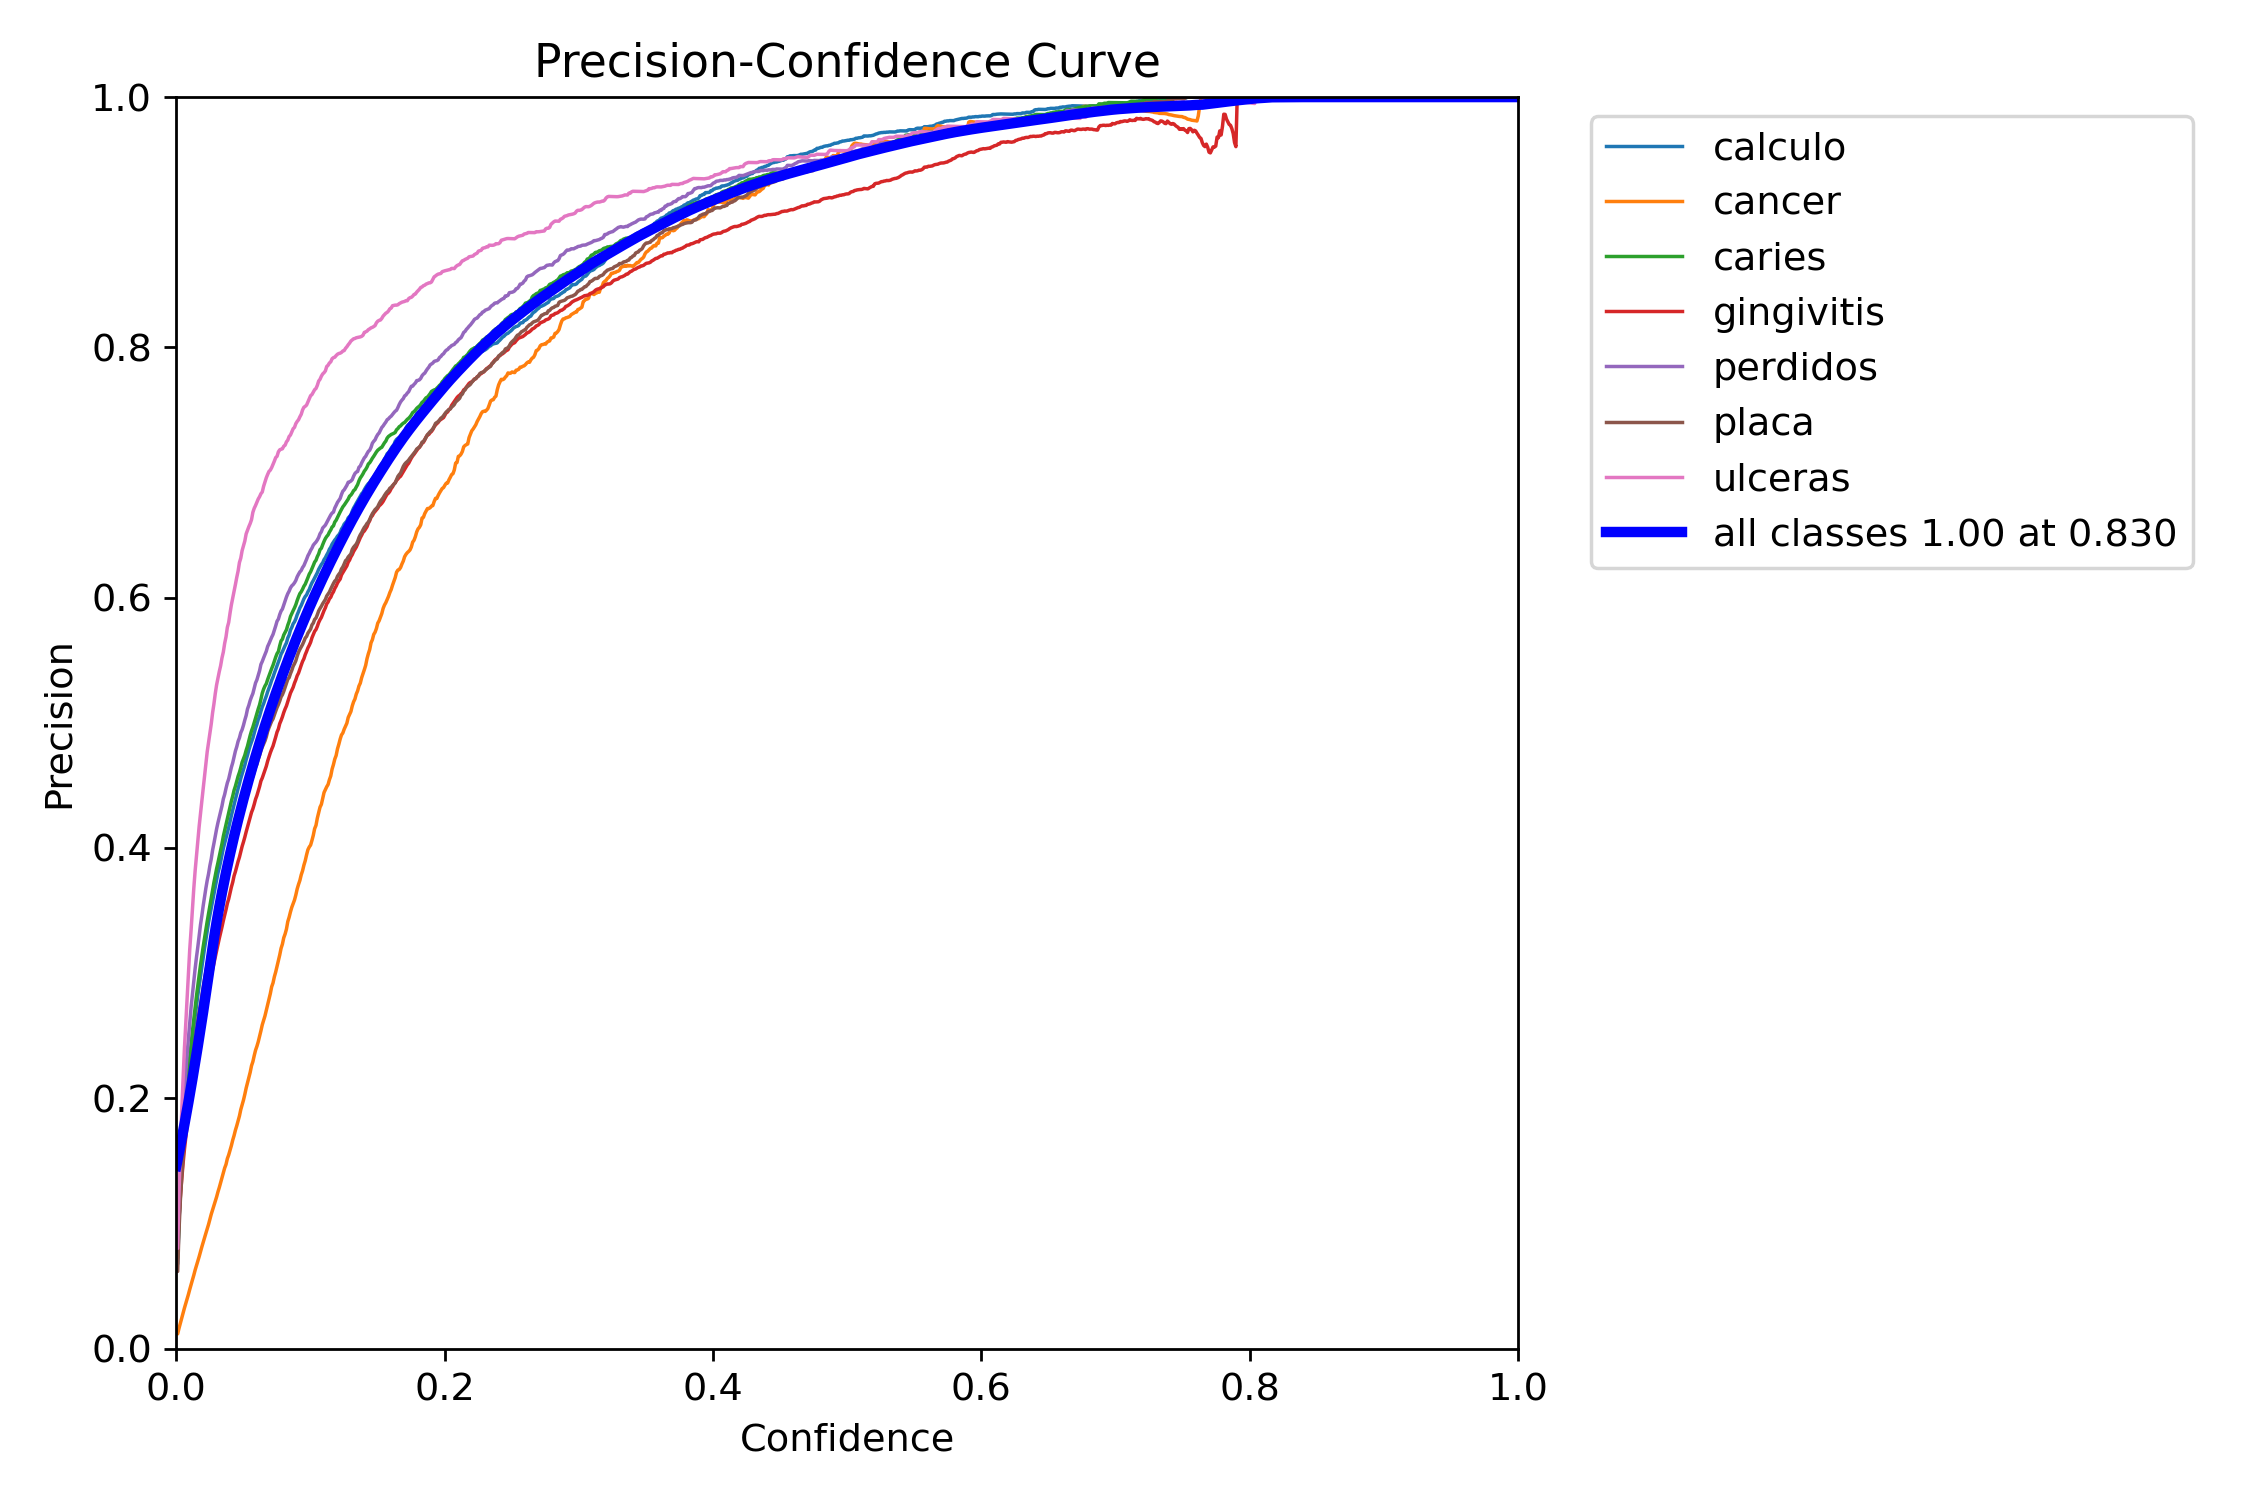 Precision-Confidence Curve
1.0
0.8
0.6
0.4
0.2
0.0
Precision
0.0 0.2 0.4 0.6 0.8 1.0
Confidence
calculo
cancer
caries
gingivitis
perdidos
placa
ulceras
all classes 1.00 at 0.830